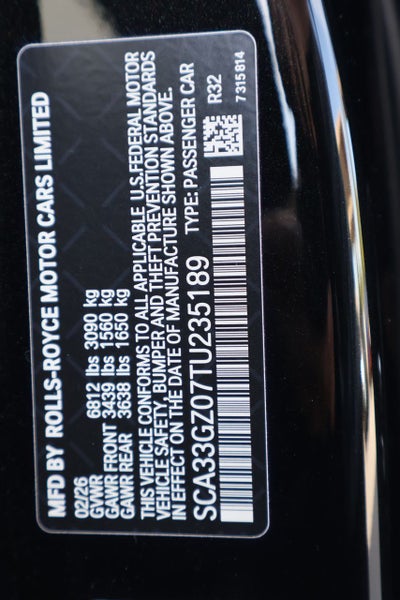 MFD BY ROLLS-ROYCE MOTOR CARS LIMITED
02/26
GVWR 6812 lbs 3090 kg
GAWR FRONT 3439 lbs 1560 kg
GAWR REAR 3638 lbs 1650 kg
THIS VEHICLE CONFORMS TO ALL APPLICABLE U.S.FEDERAL MOTOR
VEHICLE SAFETY, BUMPER AND THEFT PREVENTION STANDARDS
IN EFFECT ON THE DATE OF MANUFACTURE SHOWN ABOVE.
SCA33GZ07TU235189 TYPE: PASSENGER CAR
R32
7315814